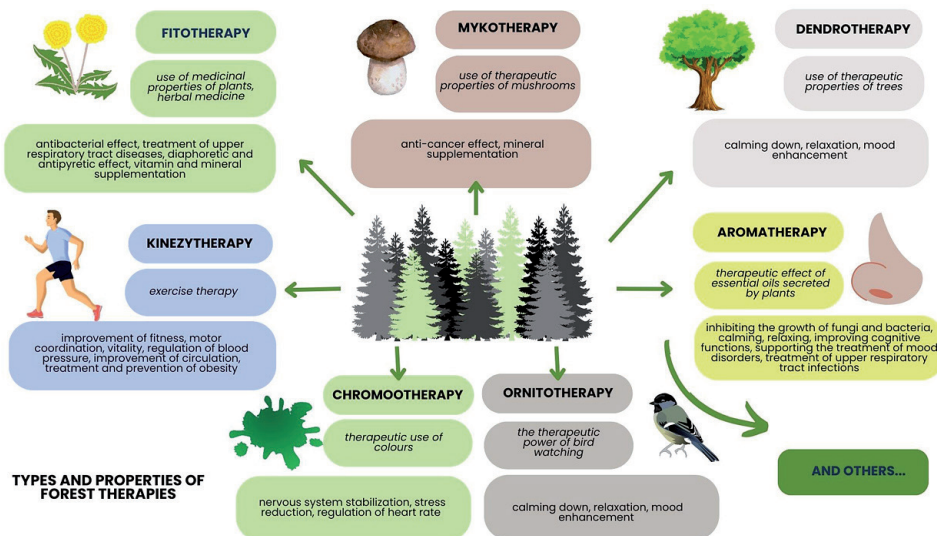 FITOTHERAPY
use of medicinal
properties of plants,
herbal medicine
antibacterial effect, treatment of upper
respiratory tract diseases, diaphoretic and
antipyretic effect, vitamin and mineral
supplementation
MYKOTHERAPY
use of therapeutic
properties of mushrooms
anti-cancer effect, mineral
supplementation
DENDROTHERAPY
use of therapeutic
properties of trees
calming down, relaxation, mood
enhancement
KINEZYTHERAPY
exercise therapy
improvement of fitness, motor
coordination, vitality, regulation of blood
pressure, improvement of circulation,
treatment and prevention of obesity
AROMATHERAPY
therapeutic effect of
essential oils secreted
by plants
inhibiting the growth of fungi and bacteria,
calming, relaxing, improving cognitive
functions, supporting the treatment of mood
disorders, treatment of upper respiratory
tract infections
CHROMOOTHERAPY
therapeutic use of
colours
nervous system stabilization, stress
reduction, regulation of heart rate
ORNITOTHERAPY
the therapeutic
power of bird
watching
calming down, relaxation, mood
enhancement
AND OTHERS...
TYPES AND PROPERTIES OF
FOREST THERAPIES